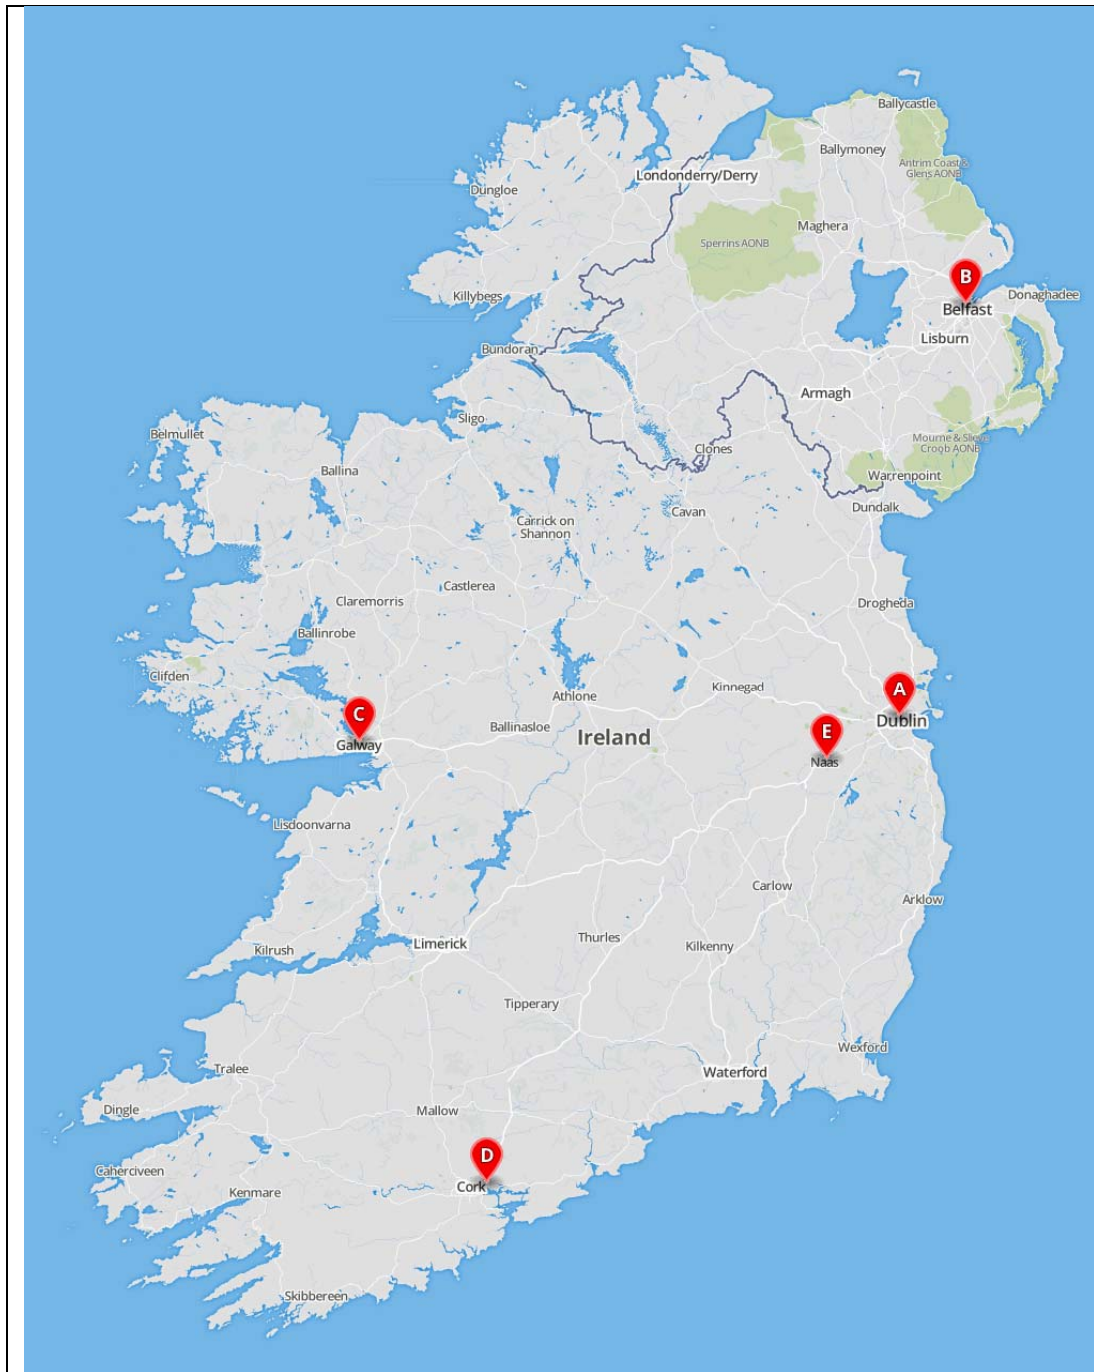 Ballycastle
Ballymoney
Antrim Coast &
Glens AONB
Londonderry/Derry
Dungloe
Maghera
Sperrins AONB
B
Killybegs
Donaghadee
Belfast
Lisburn
Bundoran
Armagh
Sligo
Belmullet
Mourne & Slieve
Croob AONB
Clones
Ballina
Warrenpoint
Dundalk
Cavan
Carrick on
Shannon
Castlerea
Claremorris
Drogheda
Ballinrobe
Clifden
Kinnegad
A
Athlone
C
Dublin
Ballinasloe
E
Ireland
Galway
Naas
Lisdoonvarna
Carlow
Arklow
Thurles
Limerick
Kilkenny
Kilrush
Tipperary
Wexford
Tralee
Waterford
Dingle
Mallow
D
Caherciveen
Cork
Kenmare
Skibbereen